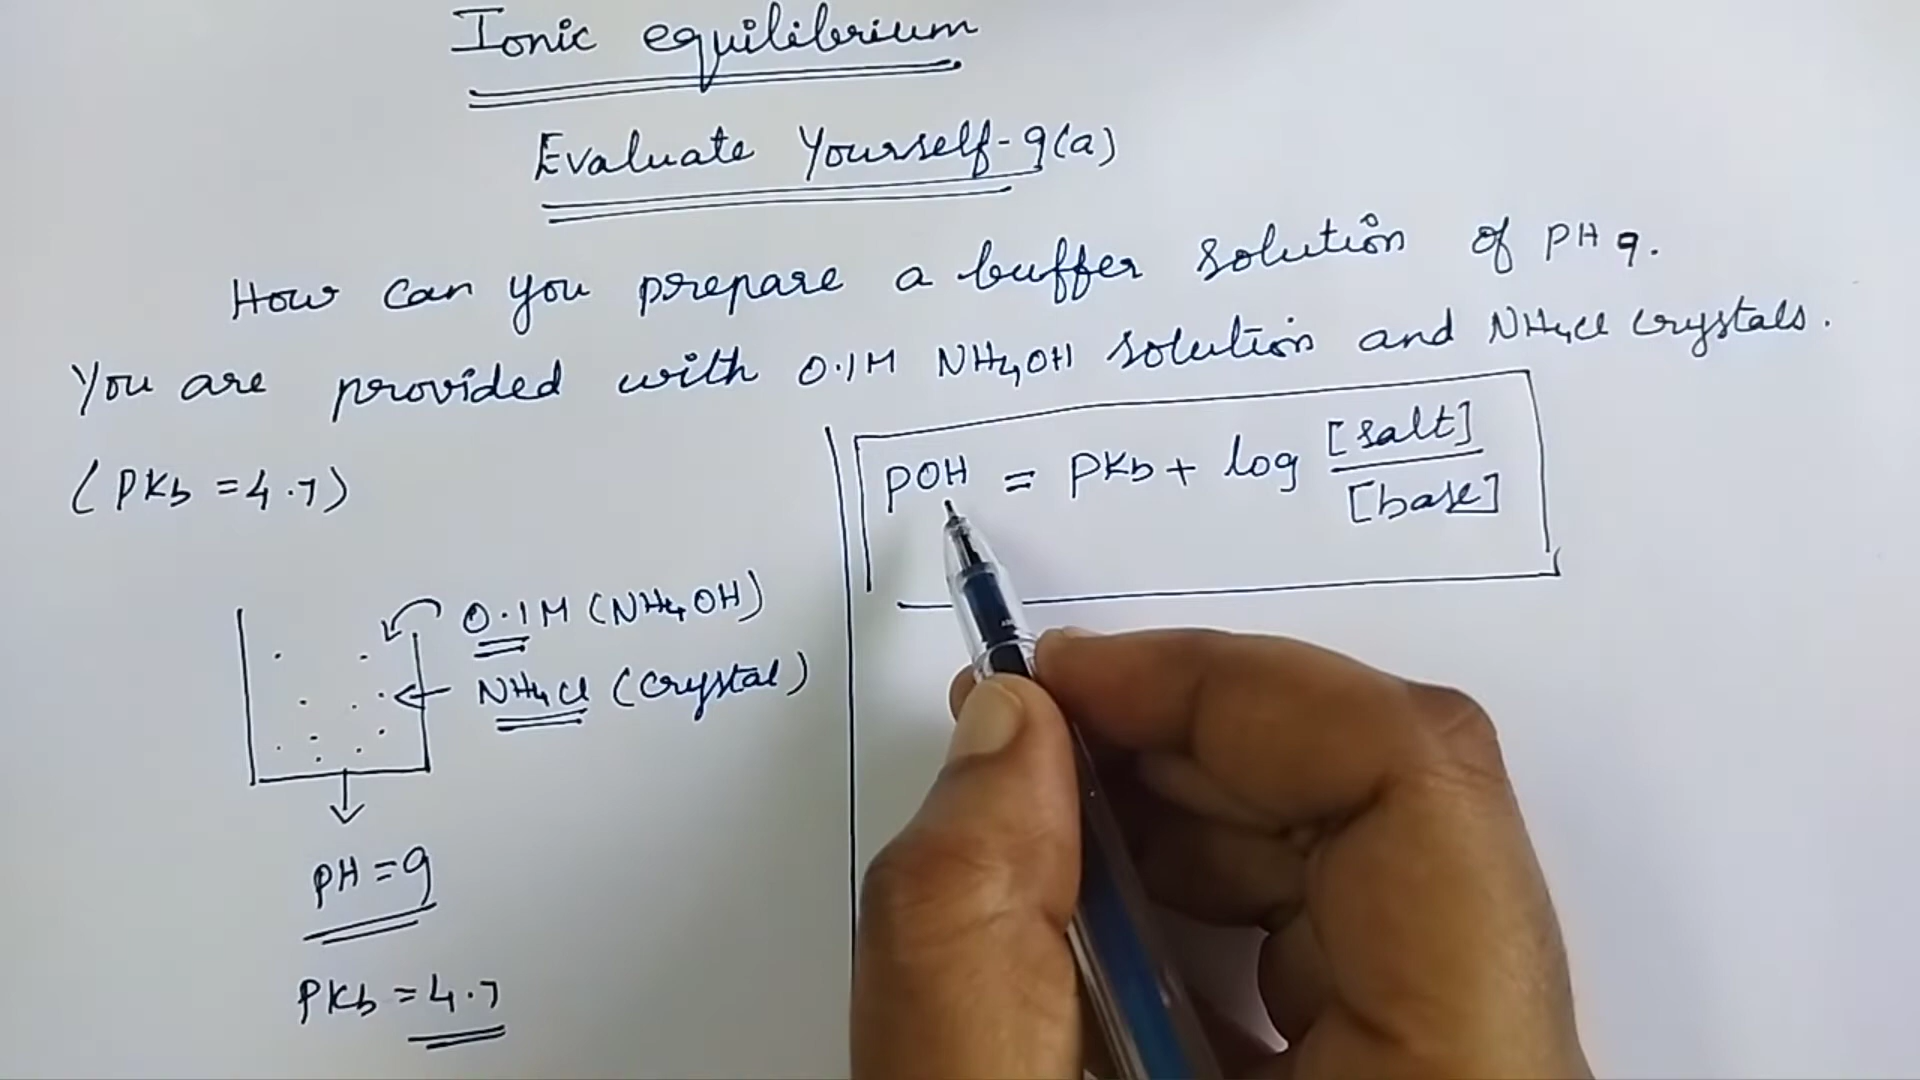 Ionic equilibrium
Evaluate Yourself-9(a)
How can you prepare a buffer solution of PH 9.
You are provided with 0.1M NH4OH solution and NH4Cl crystals.
(PKb = 4.7)
POH = PKb + log [salt]/[base]
0.1M (NH4OH)
NH4Cl (crystal)
PH = 9
PKb = 4.7